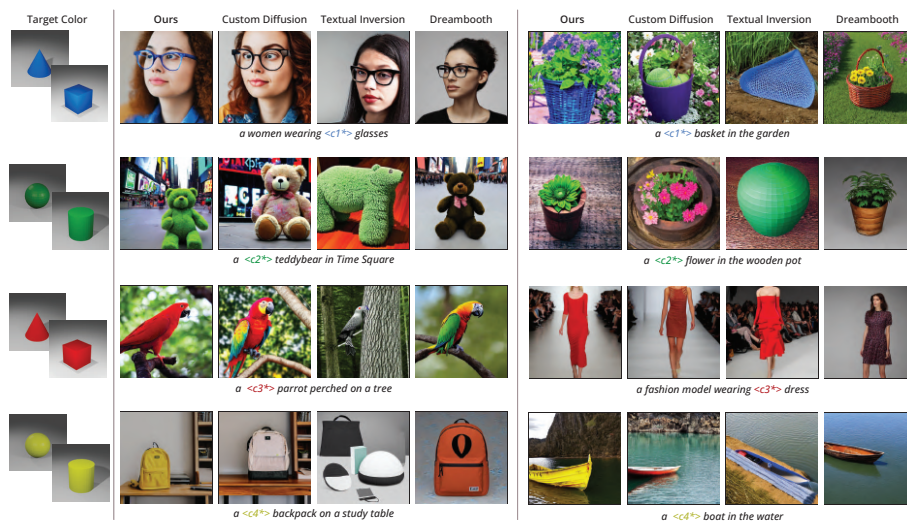 Target Color Ours Custom Diffusion Textual Inversion Dreambooth Ours Custom Diffusion Textual Inversion Dreambooth
a women wearing <c1*> glasses
a <c1*> basket in the garden
a <c2*> teddybear in Time Square
a <c2*> flower in the wooden pot
a <c3*> parrot perched on a tree
a fashion model wearing <c3*> dress
a <c4*> backpack on a study table
a <c4*> boat in the water